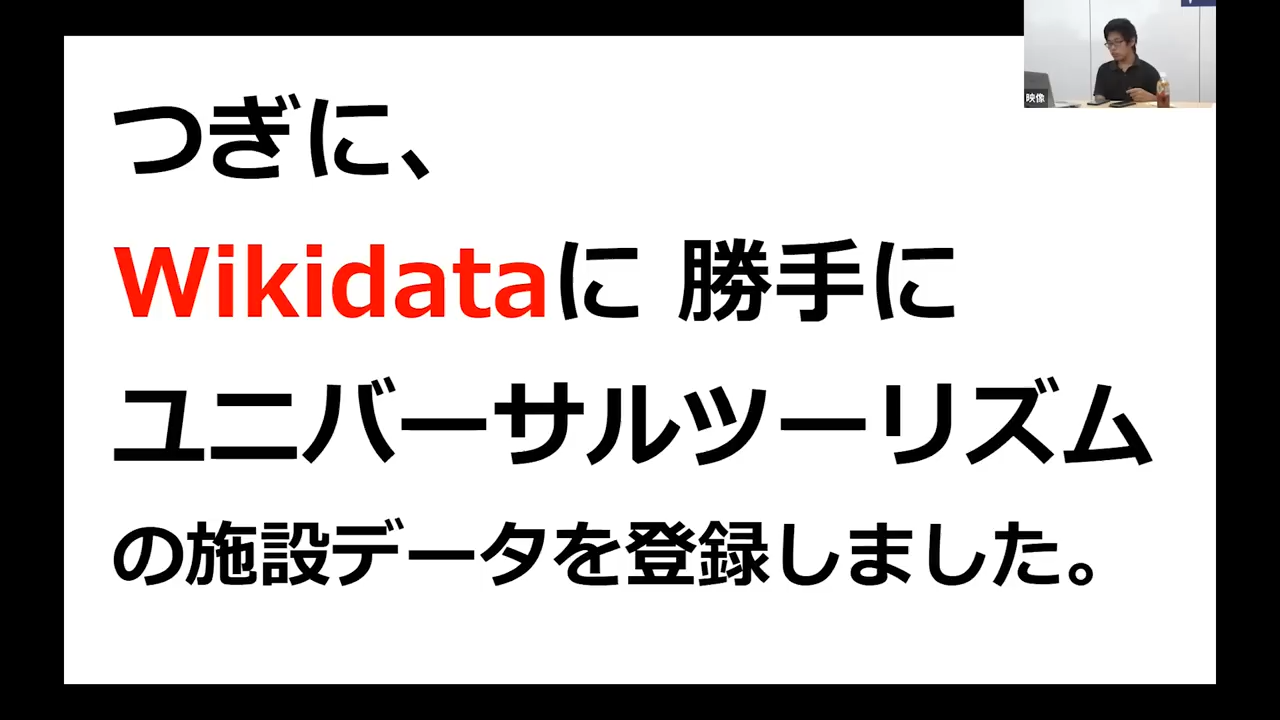 つぎに、
Wikidataに 勝手に
ユニバーサルツーリズム
の施設データを登録しました。
映像